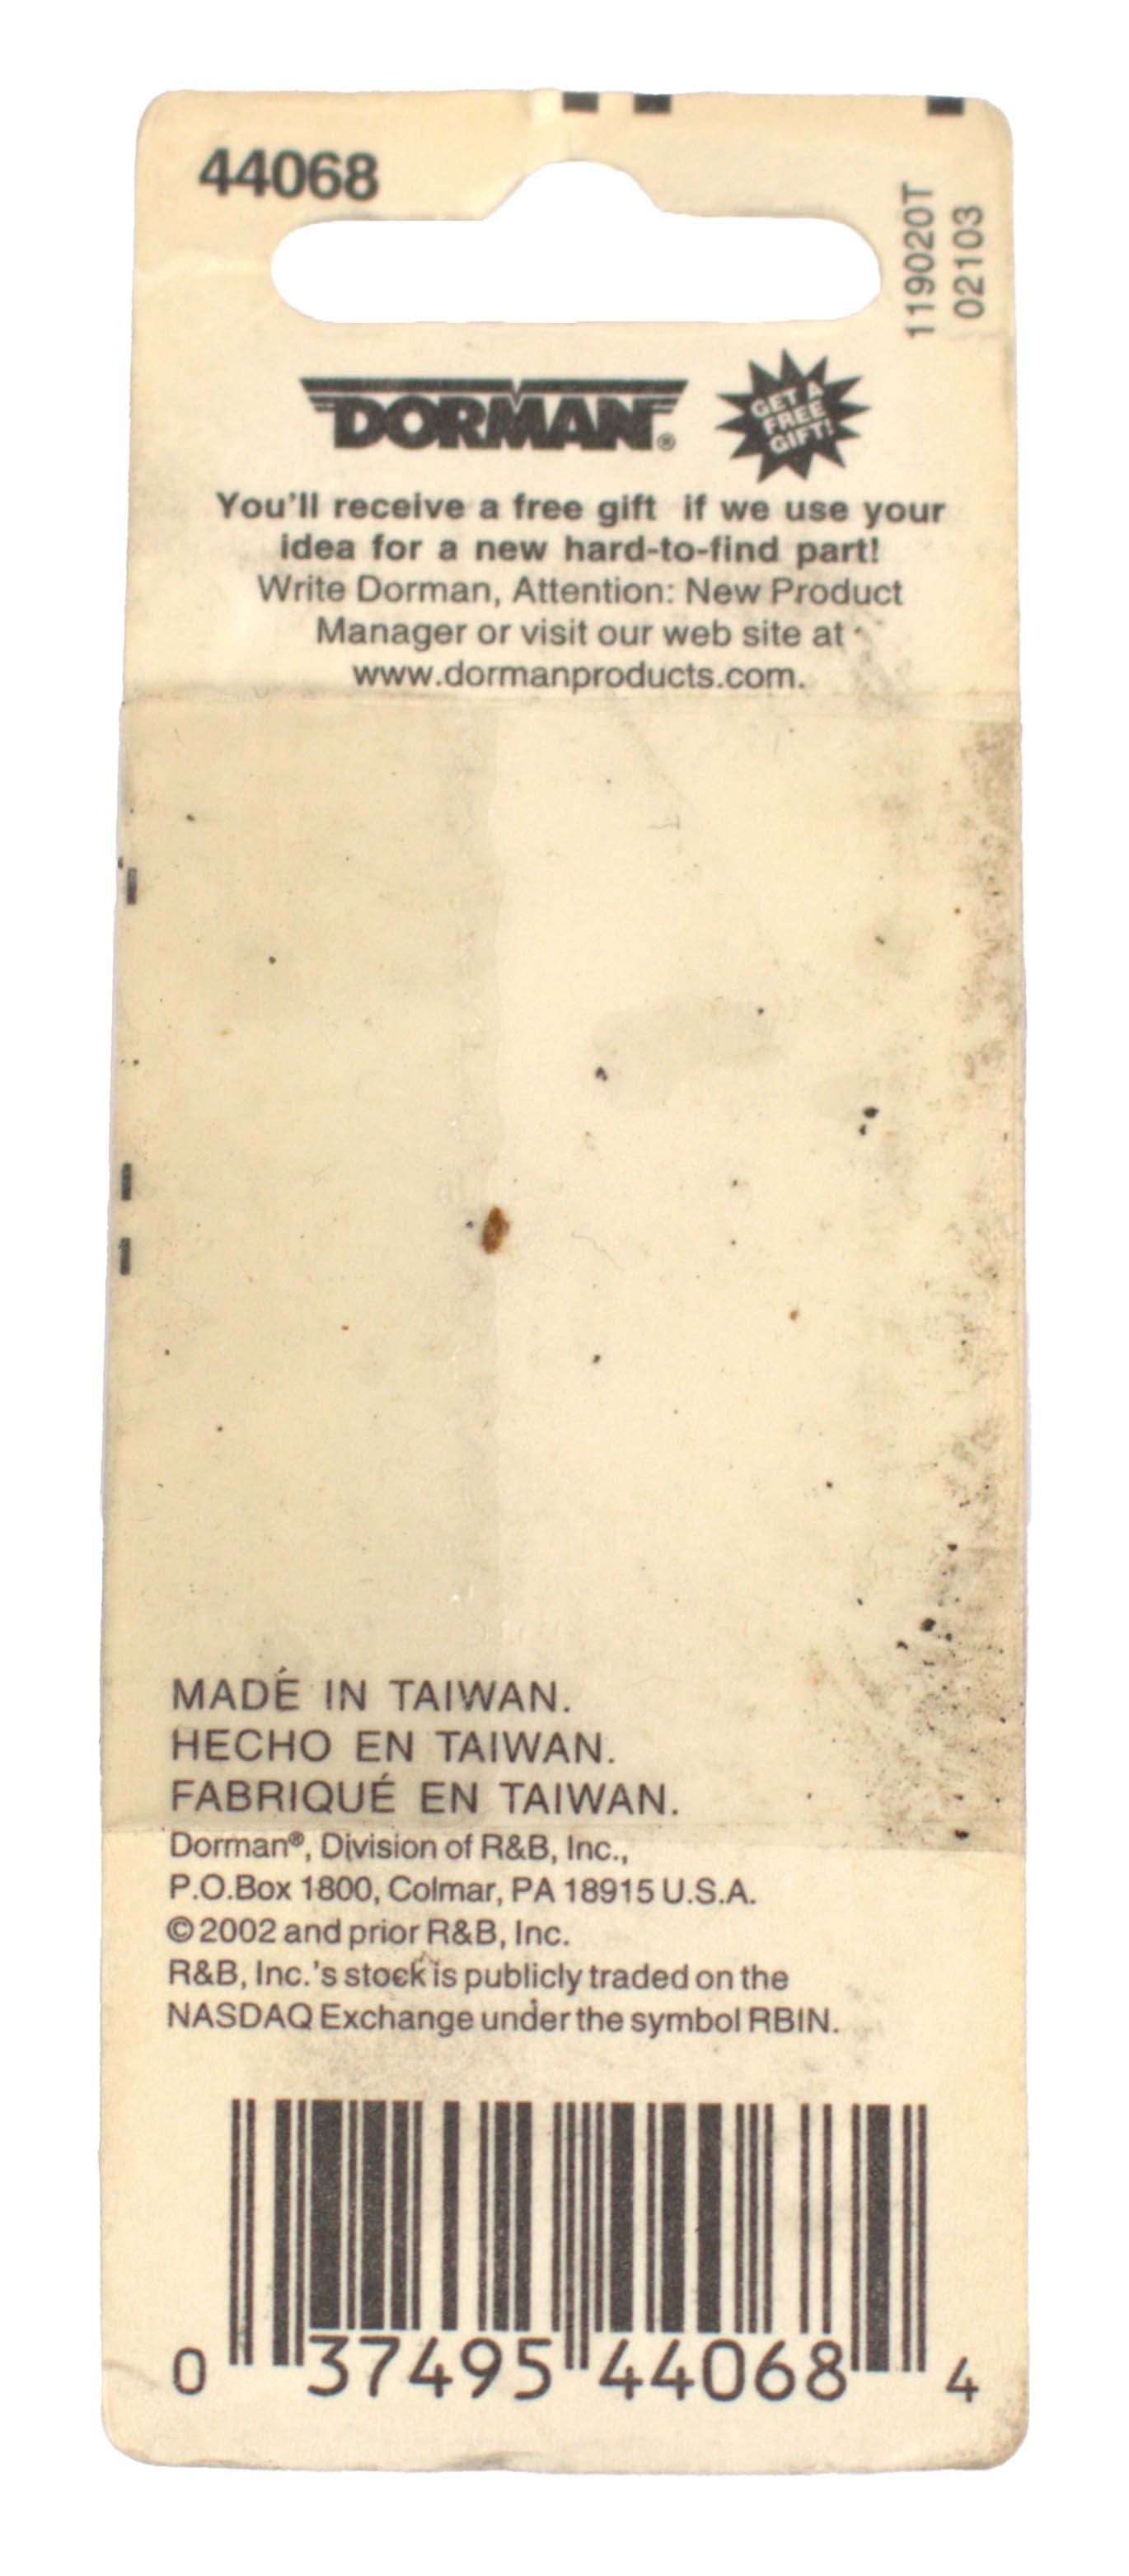 44068
119020T
02103
DORMAN®
GET A
FREE
GIFT!
You'll receive a free gift if we use your
idea for a new hard-to-find part!
Write Dorman, Attention: New Product
Manager or visit our web site at
www.dormanproducts.com.
MADE IN TAIWAN.
HECHO EN TAIWAN.
FABRIQUÉ EN TAIWAN.
Dorman®, Division of R&B, Inc.,
P.O.Box 1800, Colmar, PA 18915 U.S.A.
© 2002 and prior R&B, Inc.
R&B, Inc.'s stock is publicly traded on the
NASDAQ Exchange under the symbol RBIN.
0 37495 44068 4